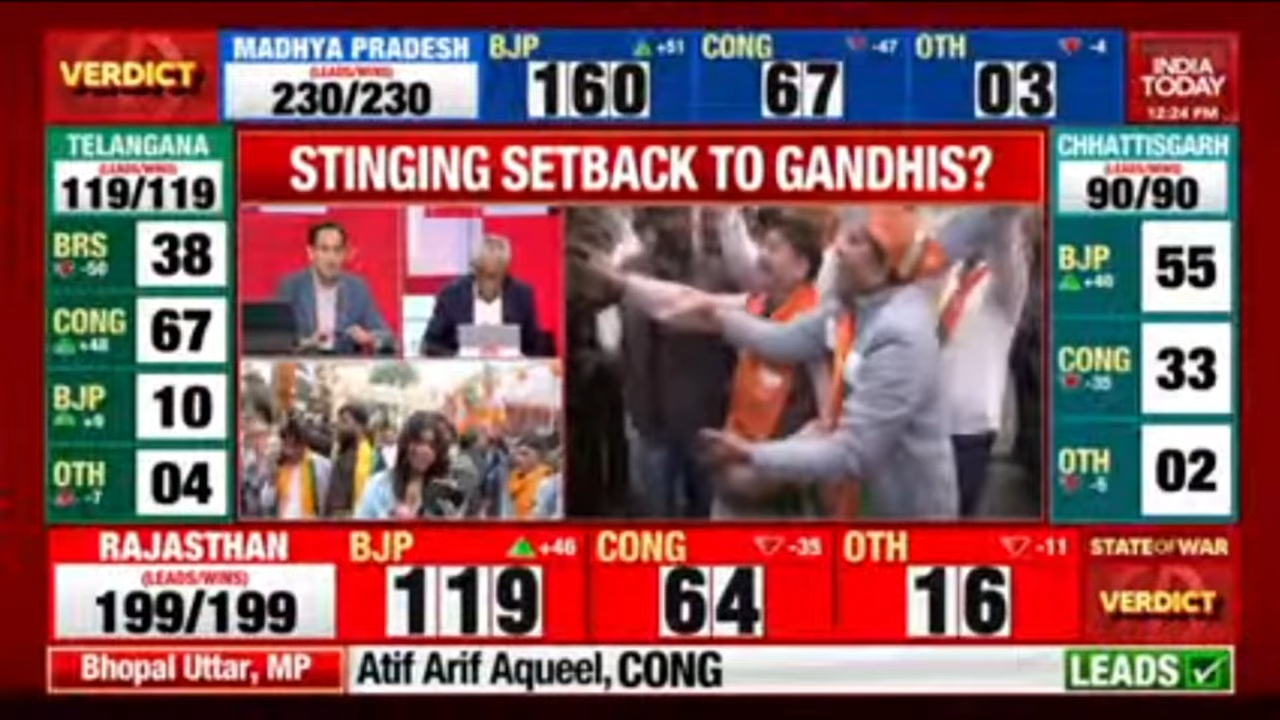 VERDICT
MADHYA PRADESH
(LEADS/WINS)
230/230
BJP +51
160
CONG -47
67
OTH -4
03
INDIA
TODAY
12:24 PM
TELANGANA
(LEADS/WINS)
119/119
BRS -50
38
CONG +48
67
BJP +9
10
OTH -7
04
STINGING SETBACK TO GANDHIS?
CHHATTISGARH
(LEADS/WINS)
90/90
BJP +40
55
CONG -35
33
OTH -5
02
RAJASTHAN
(LEADS/WINS)
199/199
BJP +46
119
CONG -35
64
OTH -11
16
STATE OF WAR
VERDICT
Bhopal Uttar, MP
Atif Arif Aqueel, CONG
LEADS